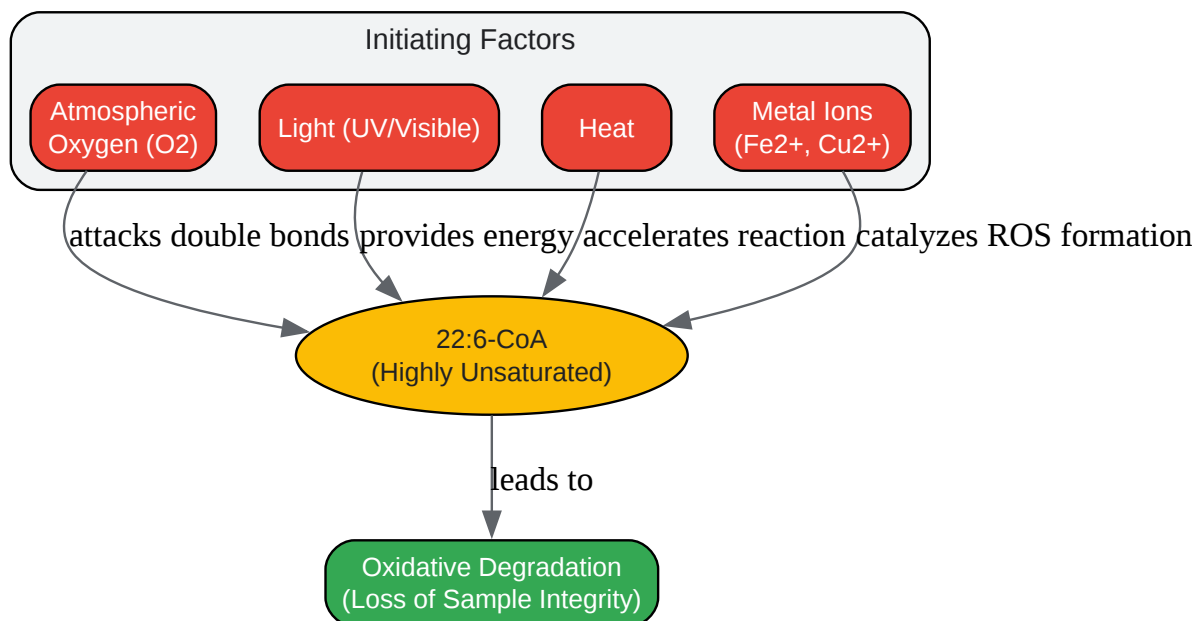 Initiating Factors
Atmospheric
Oxygen (O2)
Light (UV/Visible)
Heat
Metal Ions
(Fe2+, Cu2+)
attacks double bonds
provides energy
accelerates reaction
catalyzes ROS formation
22:6-CoA
(Highly Unsaturated)
leads to
Oxidative Degradation
(Loss of Sample Integrity)